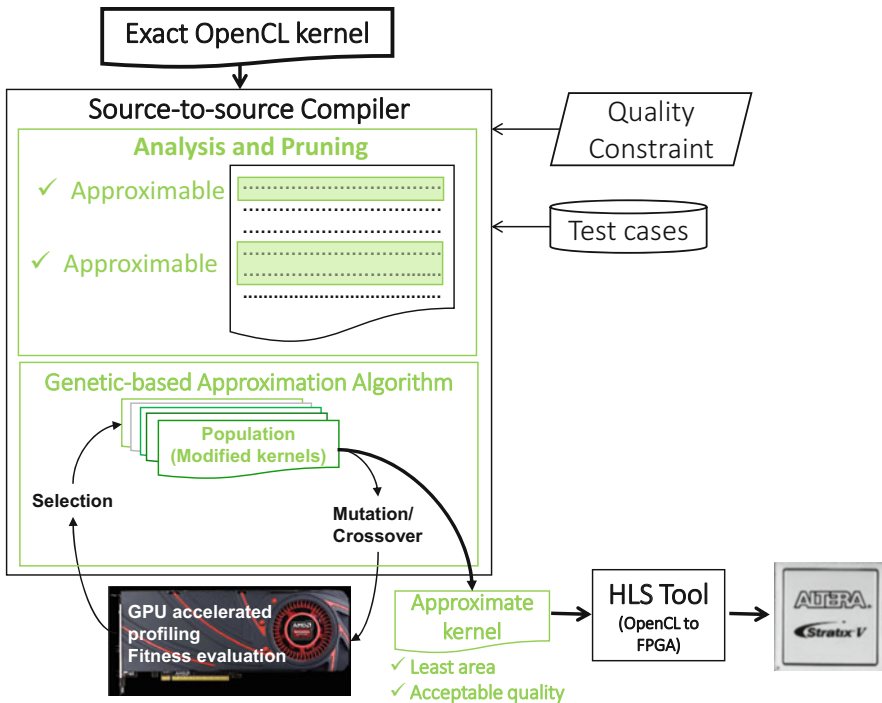 Exact OpenCL kernel
Source-to-source Compiler
Quality
Constraint
Analysis and Pruning
✓ Approximable
Test cases
✓ Approximable
Genetic-based Approximation Algorithm
Population
(Modified kernels)
Selection
Mutation/
Crossover
GPU accelerated
profiling
Fitness evaluation
AMD
RADEON
Approximate
kernel
✓ Least area
✓ Acceptable quality
HLS Tool
(OpenCL to
FPGA)
ALTERA.
Stratix V